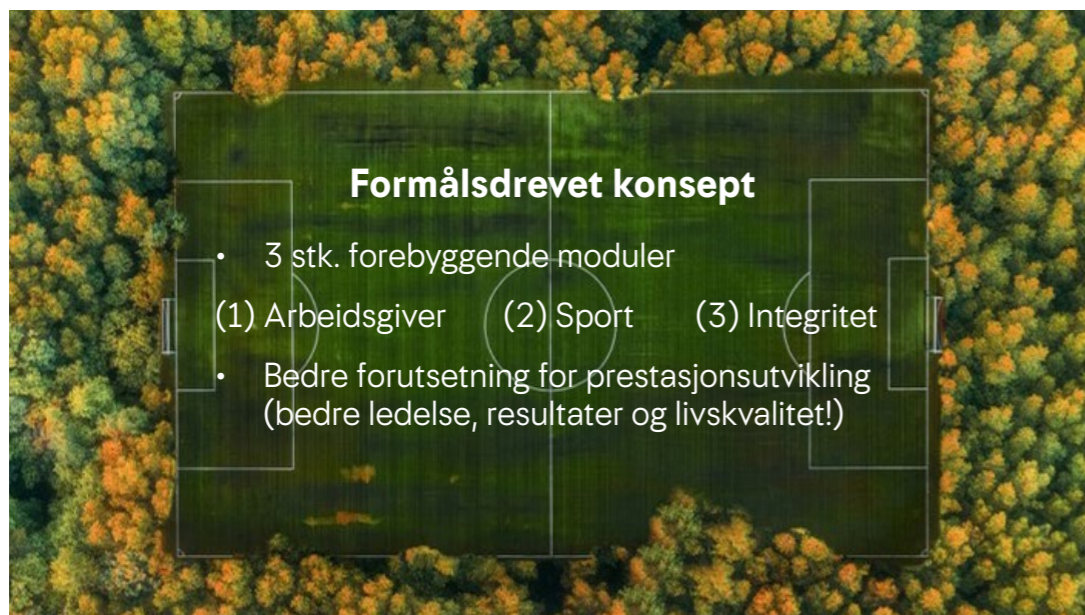 Formålsdrevet konsept
• 3 stk. forebyggende moduler
(1) Arbeidsgiver (2) Sport (3) Integritet
• Bedre forutsetning for prestasjonsutvikling
(bedre ledelse, resultater og livskvalitet!)